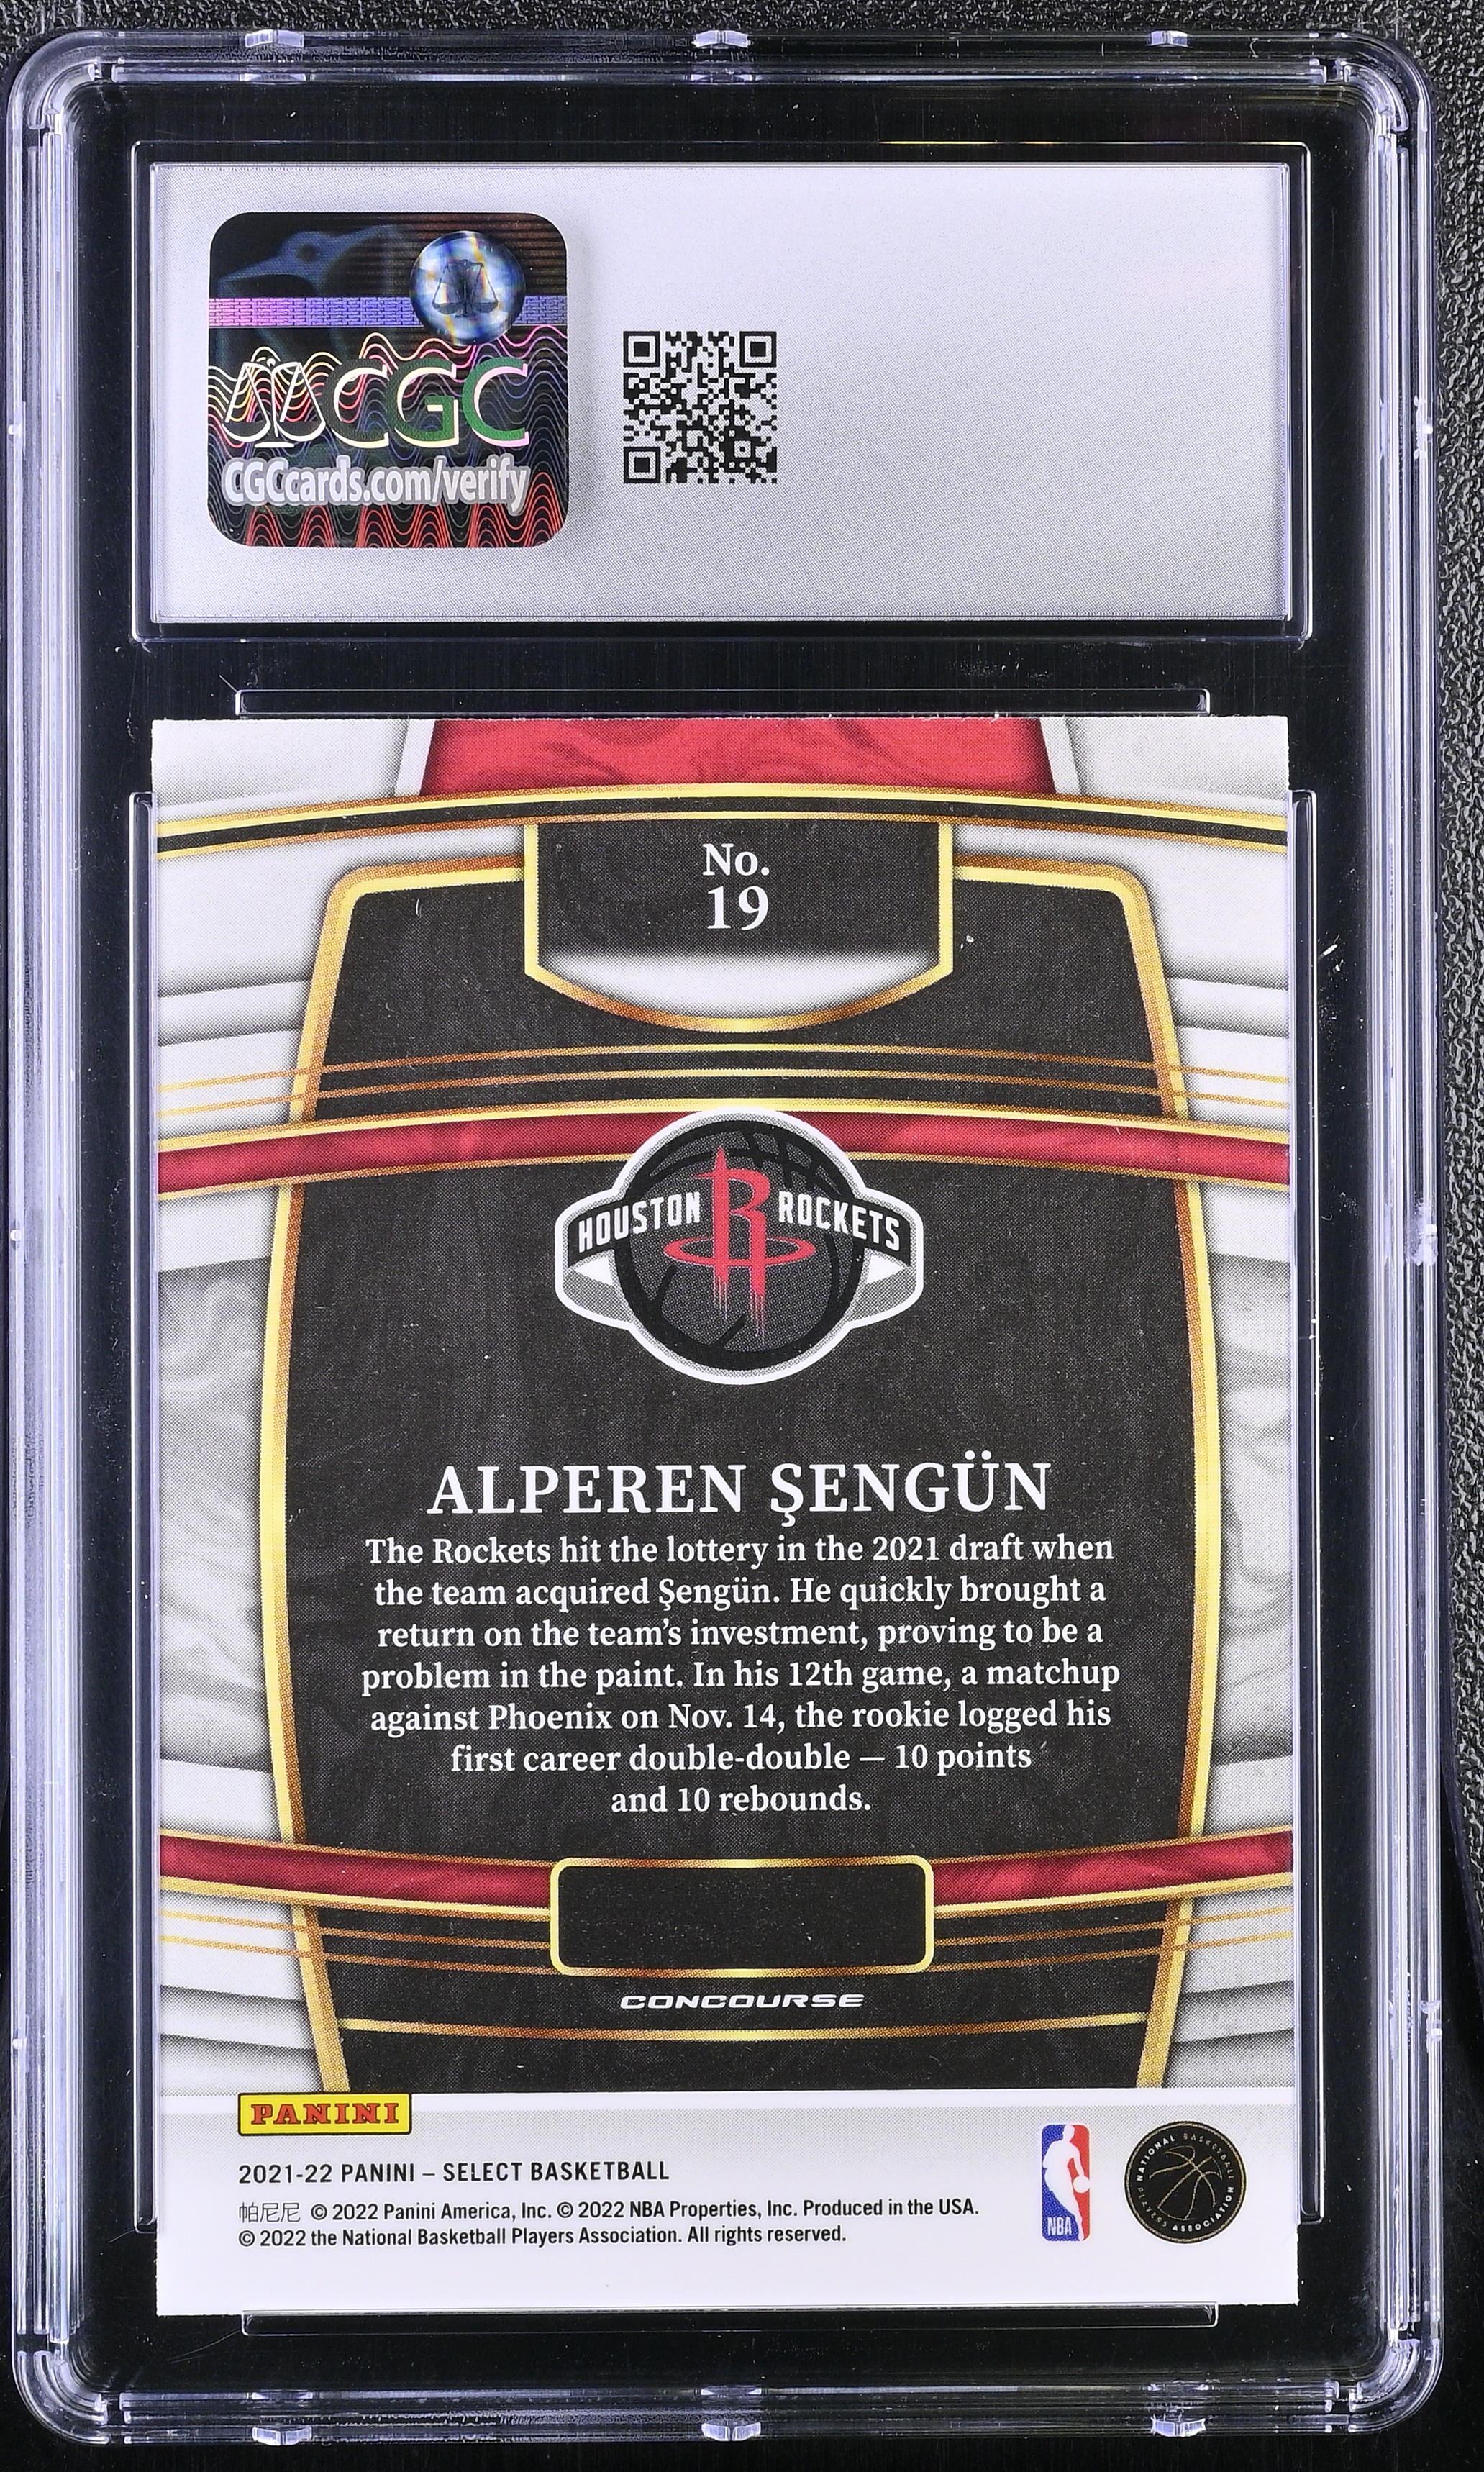 CGC
CGCcards.com/verify
No.
19
HOUSTON R ROCKETS
ALPEREN ŞENGÜN
The Rockets hit the lottery in the 2021 draft when
the team acquired Şengün. He quickly brought a
return on the team's investment, proving to be a
problem in the paint. In his 12th game, a matchup
against Phoenix on Nov. 14, the rookie logged his
first career double-double — 10 points
and 10 rebounds.
CONCOURSE
PANINI
2021-22 PANINI – SELECT BASKETBALL
帕尼尼 © 2022 Panini America, Inc. © 2022 NBA Properties, Inc. Produced in the USA.
© 2022 the National Basketball Players Association. All rights reserved.
NBA
NATIONAL BASKETBALL
PLAYERS ASSOCIATION